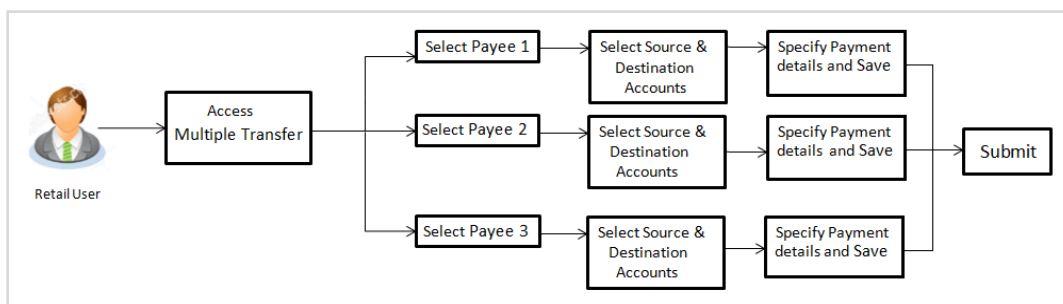 Retail User
Access
Multiple Transfer
Select Payee 1
Select Source &
Destination
Accounts
Specify Payment
details and Save
Select Payee 2
Select Source &
Destination
Accounts
Specify Payment
details and Save
Select Payee 3
Select Source &
Destination
Accounts
Specify Payment
details and Save
Submit